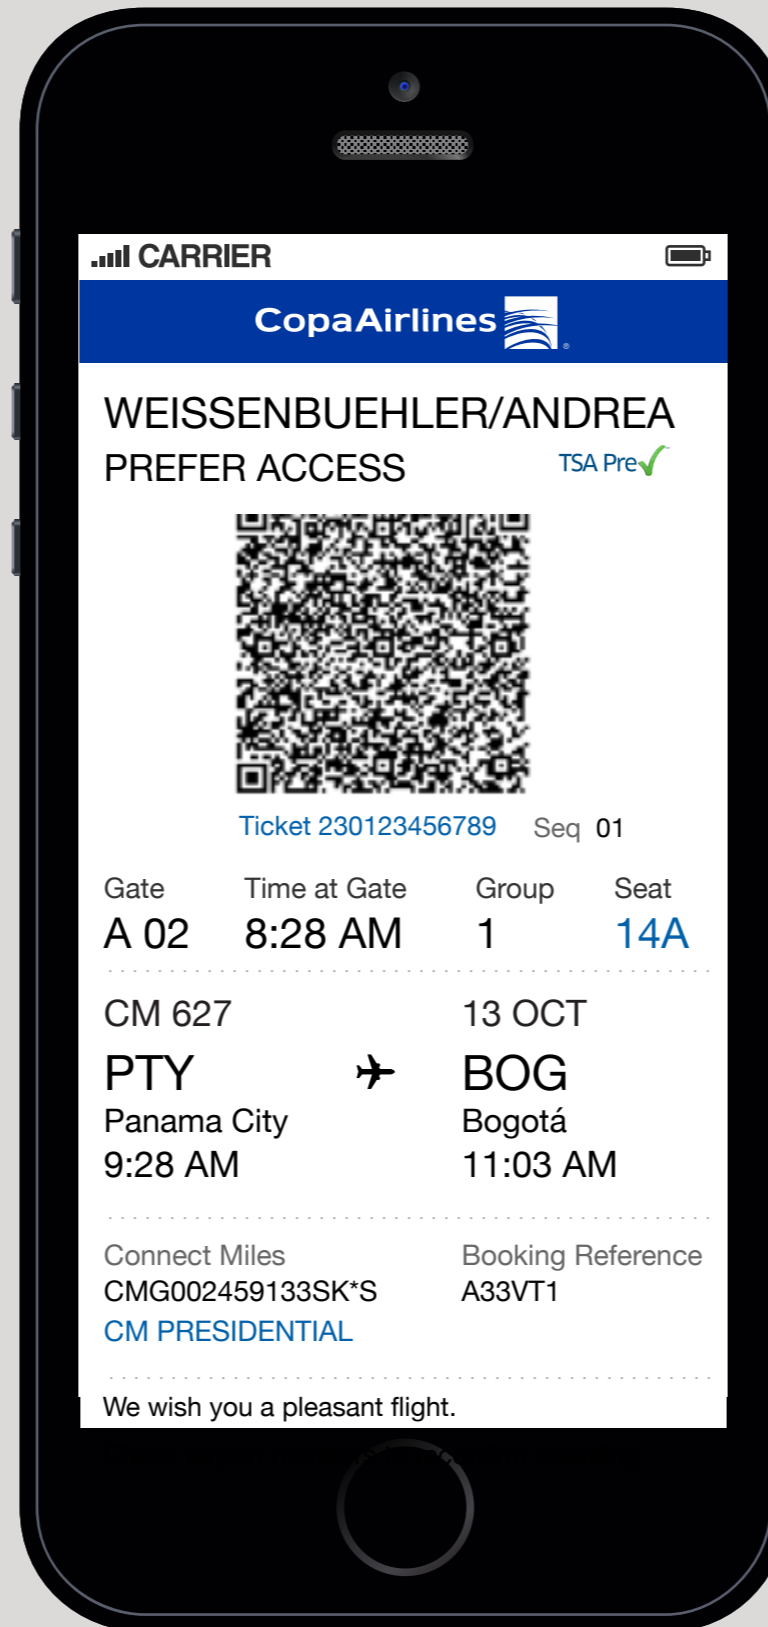 CARRIER
CopaAirlines
®
WEISSENBUEHLER/ANDREA
PREFER ACCESS TSA Pre
Ticket 230123456789 Seq 01
Gate Time at Gate Group Seat
A 02 8:28 AM 1 14A
CM 627 13 OCT
PTY BOG
Panama City Bogotá
9:28 AM 11:03 AM
Connect Miles Booking Reference
CMG002459133SK*S A33VT1
CM PRESIDENTIAL
We wish you a pleasant flight.